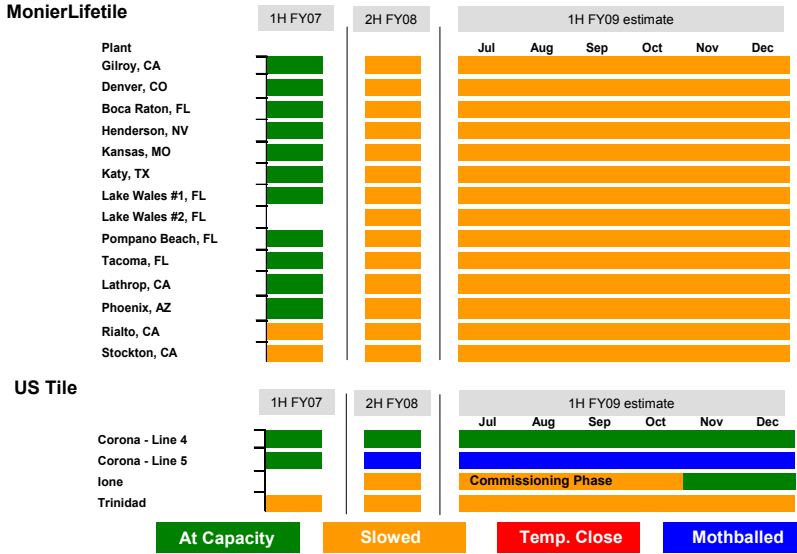 MonierLifetile
1H FY07 2H FY08 1H FY09 estimate
Plant Jul Aug Sep Oct Nov Dec
Gilroy, CA
Denver, CO
Boca Raton, FL
Henderson, NV
Kansas, MO
Katy, TX
Lake Wales #1, FL
Lake Wales #2, FL
Pompano Beach, FL
Tacoma, FL
Lathrop, CA
Phoenix, AZ
Rialto, CA
Stockton, CA
US Tile
1H FY07 2H FY08 1H FY09 estimate
Jul Aug Sep Oct Nov Dec
Corona - Line 4
Corona - Line 5
Ione Commissioning Phase
Trinidad
At Capacity Slowed Temp. Close Mothballed